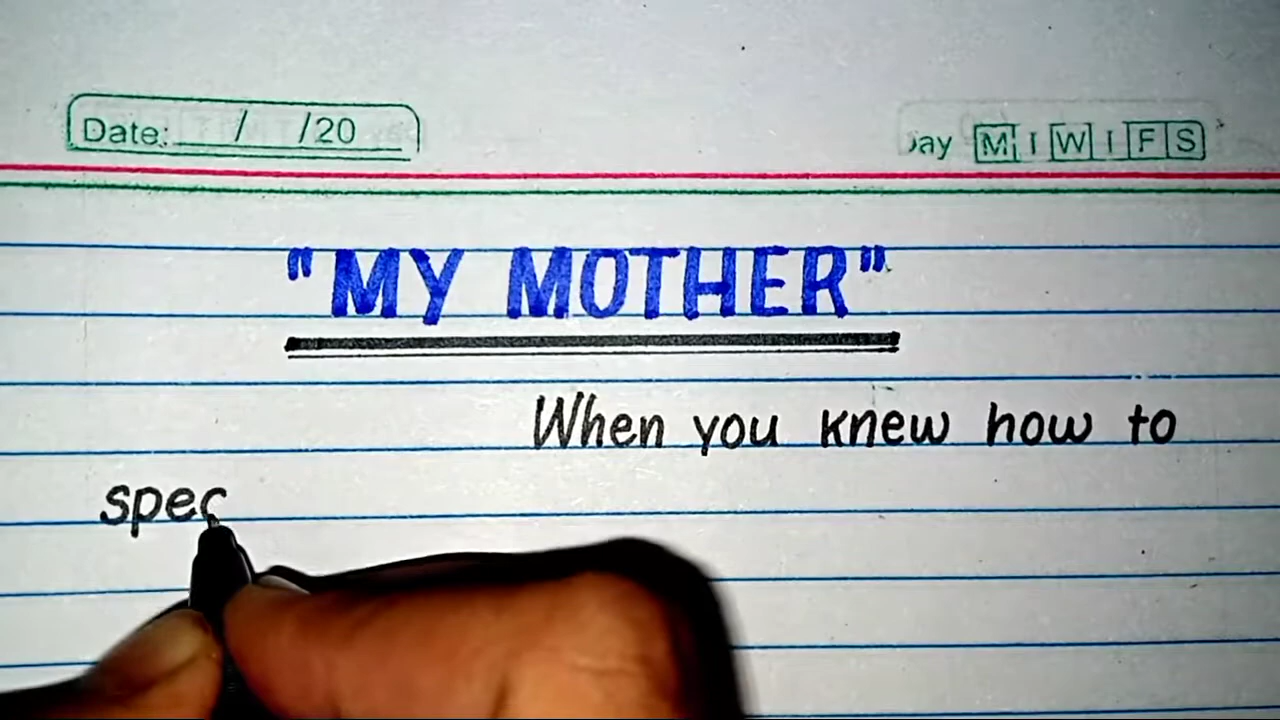 Date: / /20
Day M T W T F S
"MY MOTHER"
When you knew how to
spec